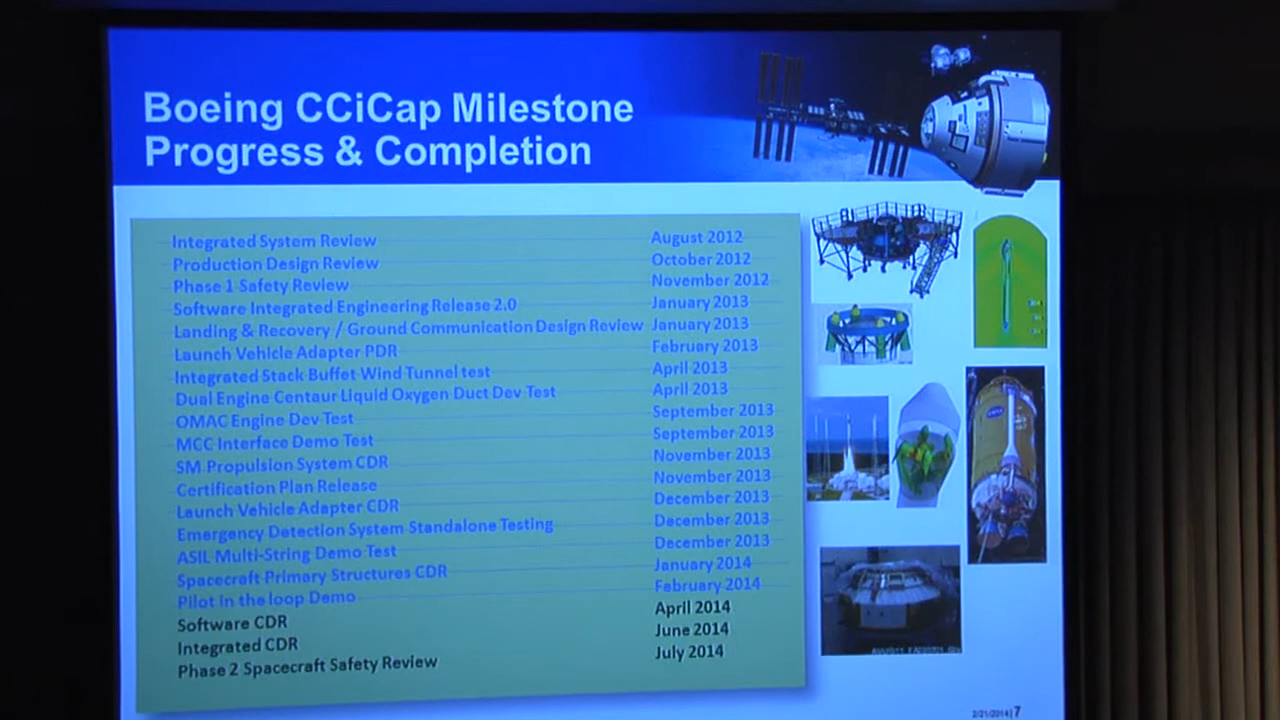 Boeing CCiCap Milestone
Progress & Completion
Integrated System Review August 2012
Production Design Review October 2012
Phase 1 Safety Review November 2012
Software Integrated Engineering Release 2.0 January 2013
Landing & Recovery / Ground Communication Design Review January 2013
Launch Vehicle Adapter PDR February 2013
Integrated Stack Buffet Wind Tunnel test April 2013
Dual Engine Centaur Liquid Oxygen Duct Dev Test April 2013
OMAC Engine Dev Test September 2013
MCC Interface Demo Test September 2013
SM Propulsion System CDR November 2013
Certification Plan Release November 2013
Launch Vehicle Adapter CDR December 2013
Emergency Detection System Standalone Testing December 2013
ASIL Multi-String Demo Test December 2013
Spacecraft Primary Structures CDR January 2014
Pilot in the loop Demo February 2014
Software CDR April 2014
Integrated CDR June 2014
Phase 2 Spacecraft Safety Review July 2014
2/21/2014 | 7